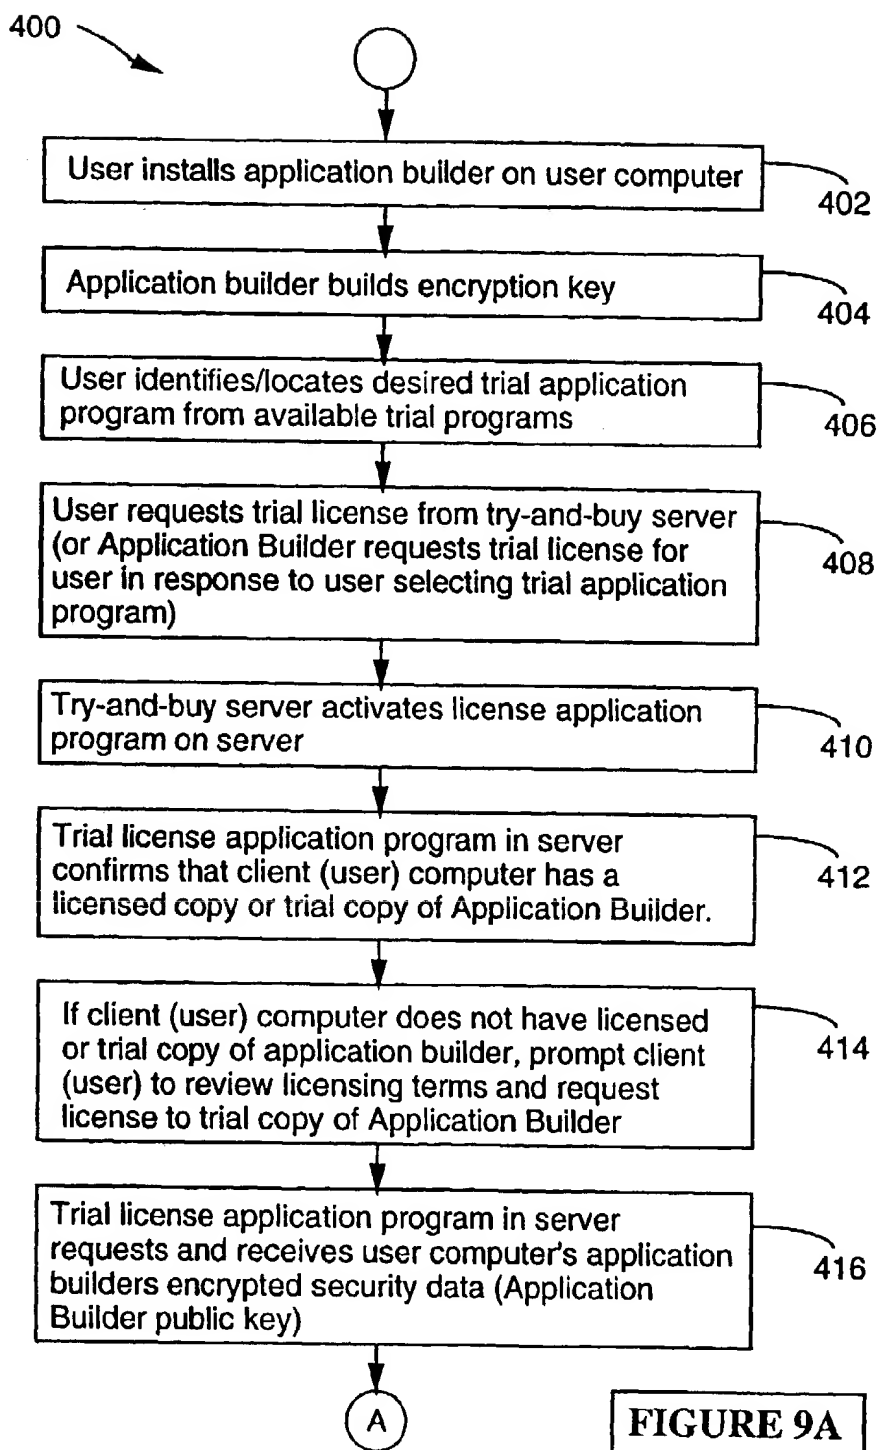 400
User installs application builder on user computer
402
Application builder builds encryption key
404
User identifies/locates desired trial application
program from available trial programs
406
User requests trial license from try-and-buy server
(or Application Builder requests trial license for
user in response to user selecting trial application
program)
408
Try-and-buy server activates license application
program on server
410
Trial license application program in server
confirms that client (user) computer has a
licensed copy or trial copy of Application Builder.
412
If client (user) computer does not have licensed
or trial copy of application builder, prompt client
(user) to review licensing terms and request
license to trial copy of Application Builder
414
Trial license application program in server
requests and receives user computer's application
builders encrypted security data (Application
Builder public key)
416
A
FIGURE 9A